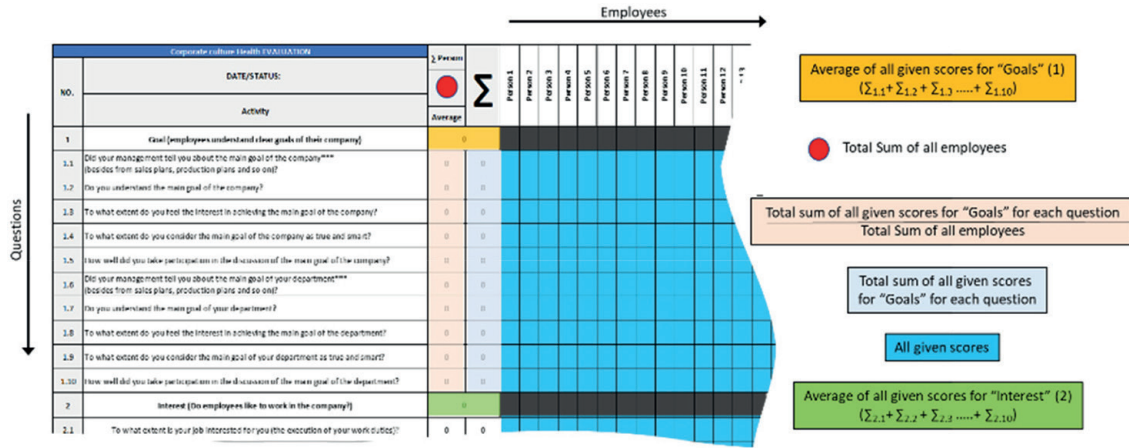 Employees
Questions
Corporate culture Health EVALUATION
NO.
DATE/STATUS:
Activity
∑ Person
Average
∑
Person 1
Person 2
Person 3
Person 4
Person 5
Person 6
Person 7
Person 8
Person 9
Person 10
Person 11
Person 12
1 Goal (employees understand clear goals of their company) 0
1.1 Did your management tell you about the main goal of the company*** 0 0
(besides from sales plans, production plans and so on)?
1.2 Do you understand the main goal of the company? 0 0
1.3 To what extent do you feel the interest in achieving the main goal of the company? 0 0
1.4 To what extent do you consider the main goal of the company as true and smart? 0 0
1.5 How well did you take participation in the discussion of the main goal of the company? 0 0
1.6 Did your management tell you about the main goal of your department*** 0 0
(besides from sales plans, production plans and so on)?
1.7 Do you understand the main goal of your department? 0 0
1.8 To what extent do you feel the interest in achieving the main goal of the department? 0 0
1.9 To what extent do you consider the main goal of your department as true and smart? 0 0
1.10 How well did you take participation in the discussion of the main goal of the department? 0 0
2 Interest (Do employees like to work in the company?) 0
2.1 To what extent is your job interested for you (the execution of your work duties)? 0 0
Average of all given scores for "Goals" (1)
(∑1.1+ ∑1.2 + ∑1.3 .....+ ∑1.10)
Total Sum of all employees
Total sum of all given scores for "Goals" for each question
Total Sum of all employees
Total sum of all given scores
for "Goals" for each question
All given scores
Average of all given scores for "Interest" (2)
(∑2.1+ ∑2.2 + ∑2.3 .....+ ∑2.10)